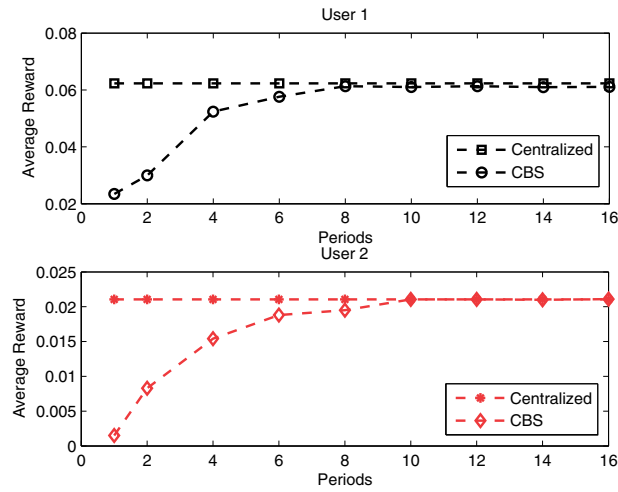 User 1
Average Reward
0.08
0.06
0.04
0.02
Centralized
CBS
0 2 4 6 8 10 12 14 16
Periods
User 2
Average Reward
0.025
0.02
0.015
0.01
0.005
0
Centralized
CBS
0 2 4 6 8 10 12 14 16
Periods